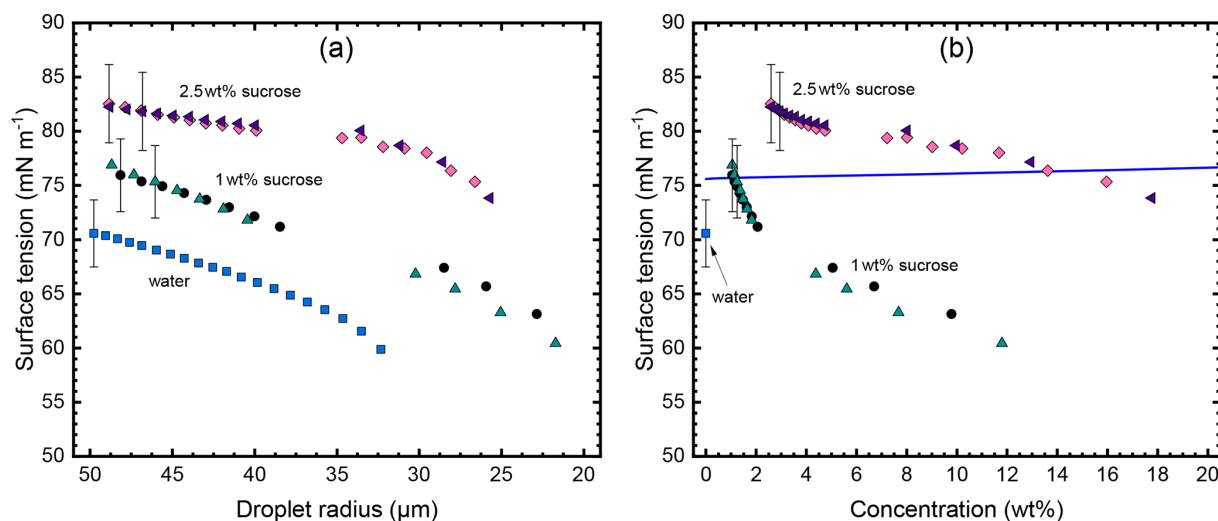 (a)
90
85
80
75
70
65
60
55
50
Surface tension (mN m⁻¹)
2.5 wt% sucrose
1 wt% sucrose
water
50 45 40 35 30 25 20
Droplet radius (µm)
(b)
90
85
80
75
70
65
60
55
50
Surface tension (mN m⁻¹)
2.5 wt% sucrose
1 wt% sucrose
water
0 2 4 6 8 10 12 14 16 18 20
Concentration (wt%)